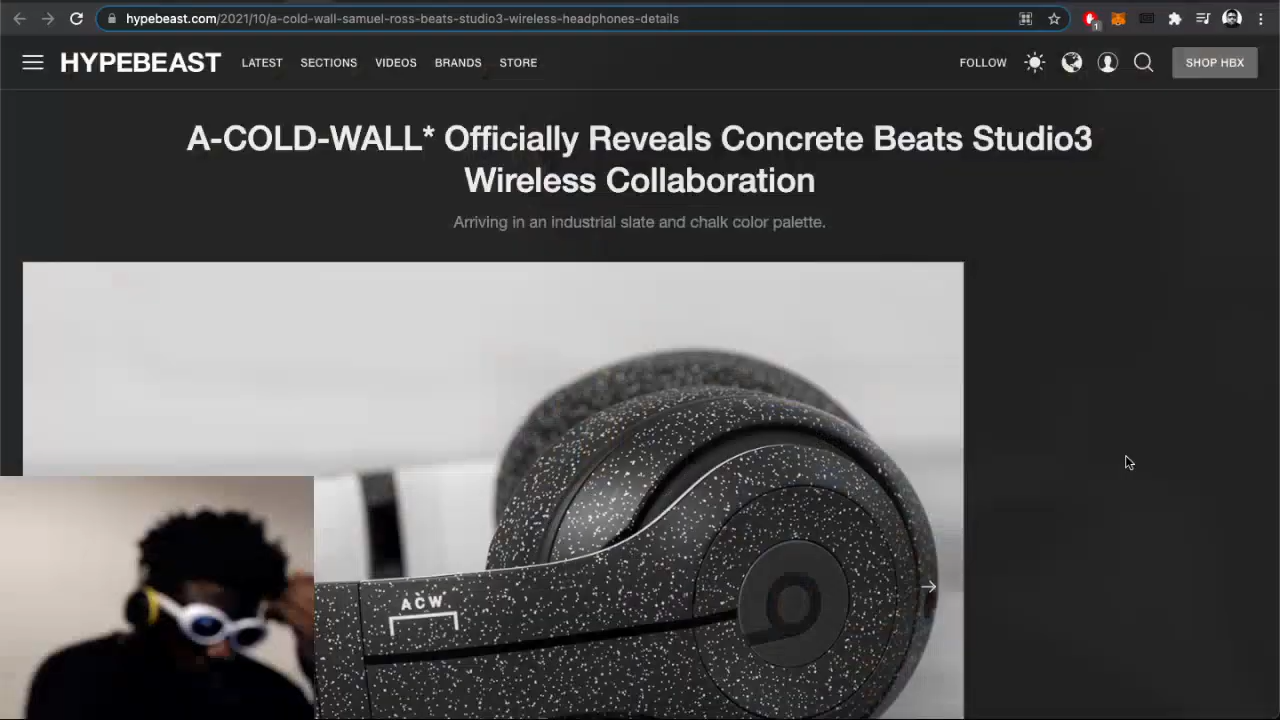 hypebeast.com/2021/10/a-cold-wall-samuel-ross-beats-studio3-wireless-headphones-details
1
HYPEBEAST LATEST SECTIONS VIDEOS BRANDS STORE FOLLOW SHOP HBX
A-COLD-WALL* Officially Reveals Concrete Beats Studio3
Wireless Collaboration
Arriving in an industrial slate and chalk color palette.
ACW